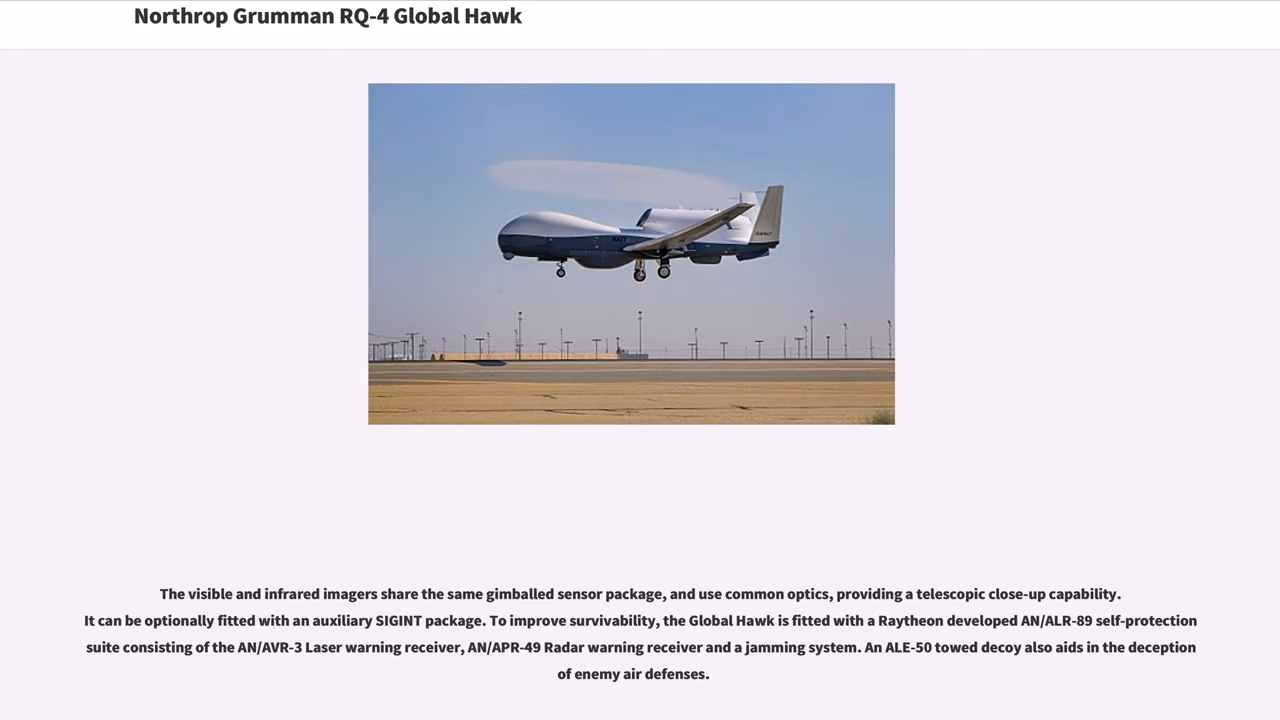 Northrop Grumman RQ-4 Global Hawk
The visible and infrared imagers share the same gimballed sensor package, and use common optics, providing a telescopic close-up capability.
It can be optionally fitted with an auxiliary SIGINT package. To improve survivability, the Global Hawk is fitted with a Raytheon developed AN/ALR-89 self-protection
suite consisting of the AN/AVR-3 Laser warning receiver, AN/APR-49 Radar warning receiver and a jamming system. An ALE-50 towed decoy also aids in the deception
of enemy air defenses.